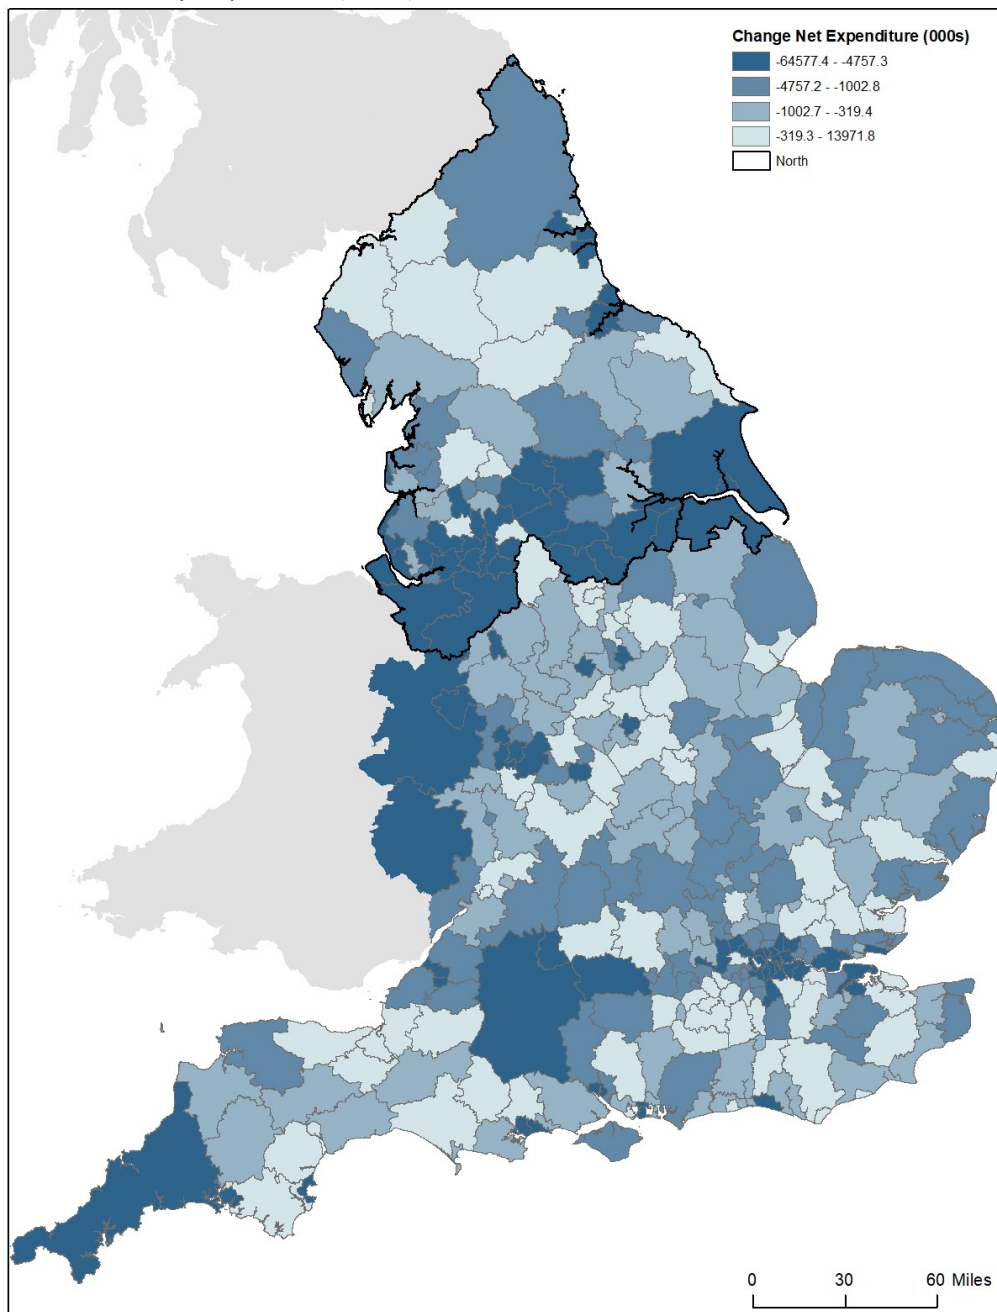 Change Net Expenditure (000s)
-64577.4 - -4757.3
-4757.2 - -1002.8
-1002.7 - -319.4
-319.3 - 13971.8
North
0 30 60 Miles